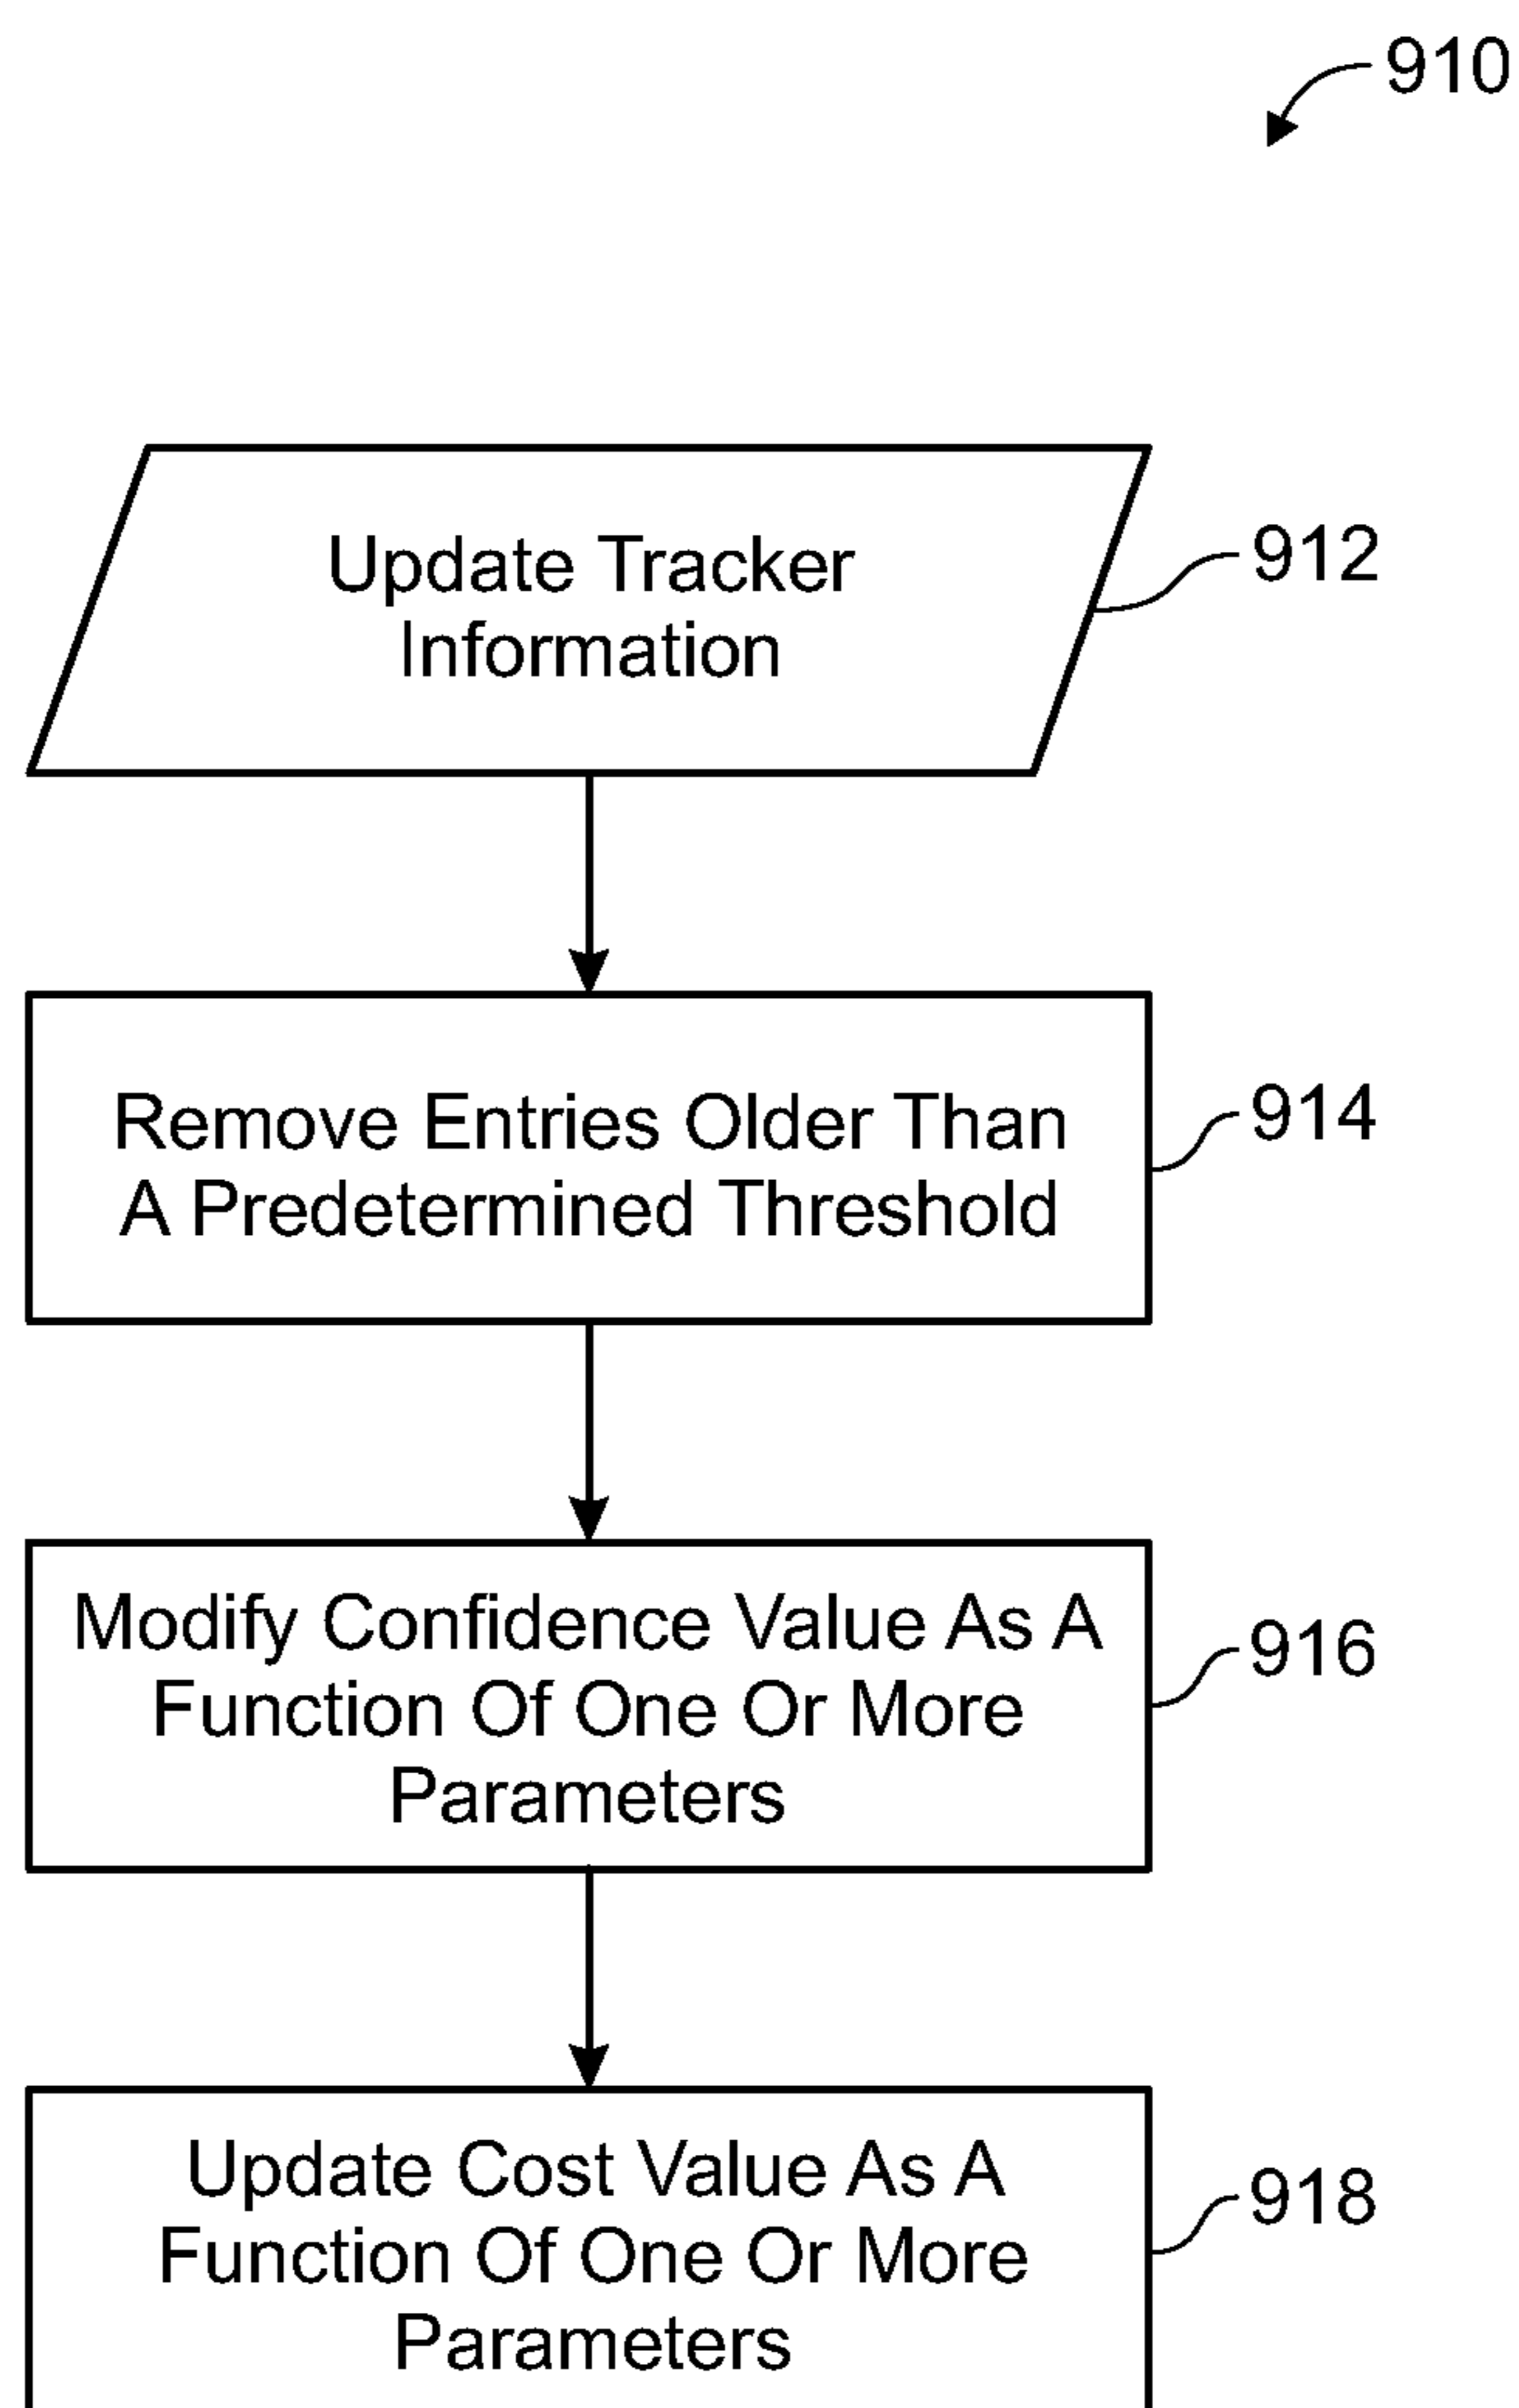 910
Update Tracker
Information
912
Remove Entries Older Than
A Predetermined Threshold
914
Modify Confidence Value As A
Function Of One Or More
Parameters
916
Update Cost Value As A
Function Of One Or More
Parameters
918